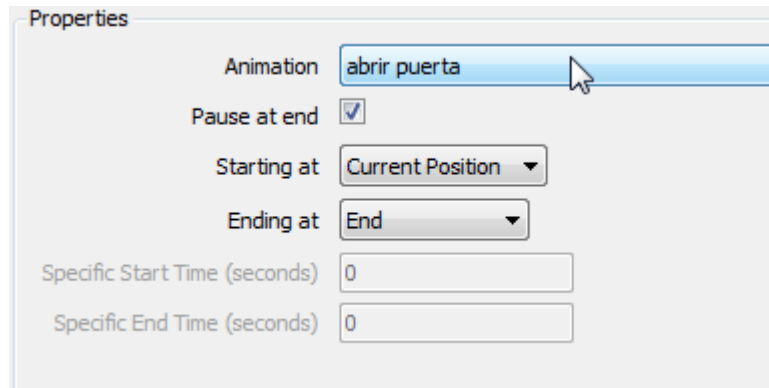 Properties
Animation abrir puerta
Pause at end
Starting at Current Position
Ending at End
Specific Start Time (seconds) 0
Specific End Time (seconds) 0